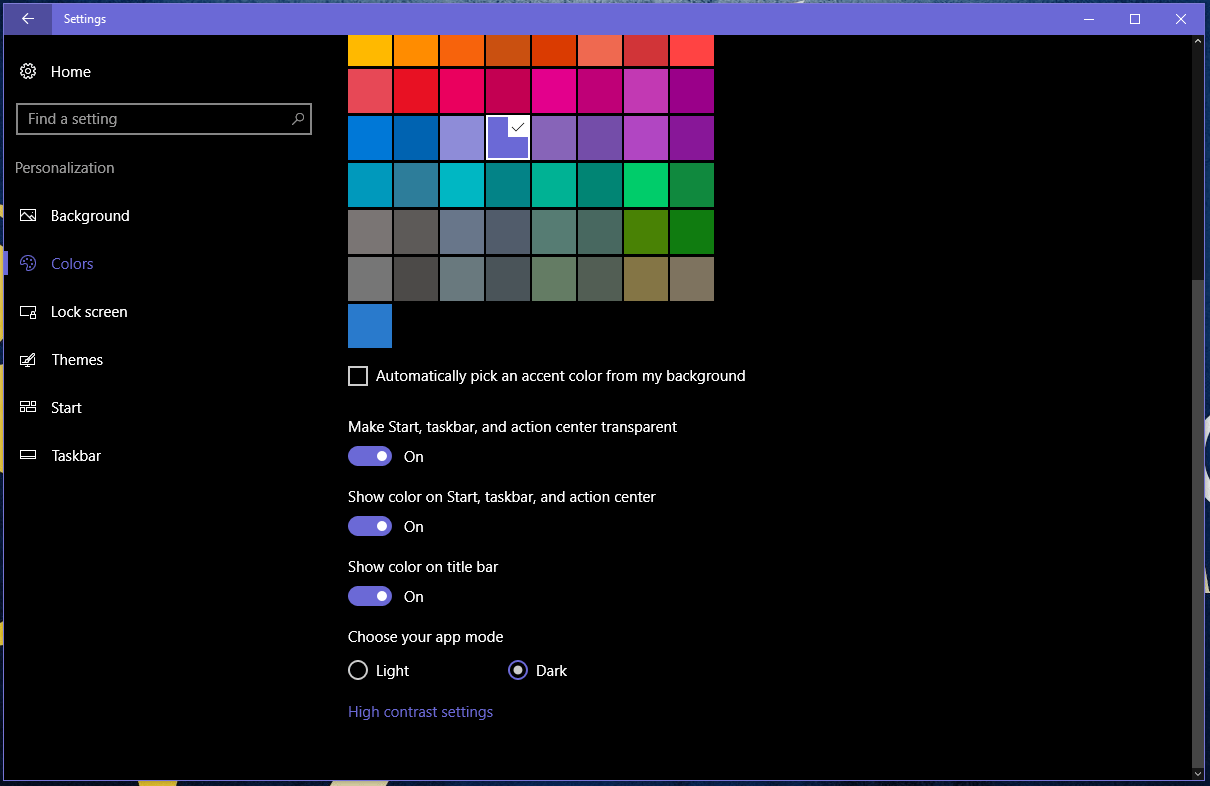 Settings
Home
Find a setting
Personalization
Background
Colors
Lock screen
Themes
Start
Taskbar
Automatically pick an accent color from my background
Make Start, taskbar, and action center transparent
On
Show color on Start, taskbar, and action center
On
Show color on title bar
On
Choose your app mode
Light Dark
High contrast settings